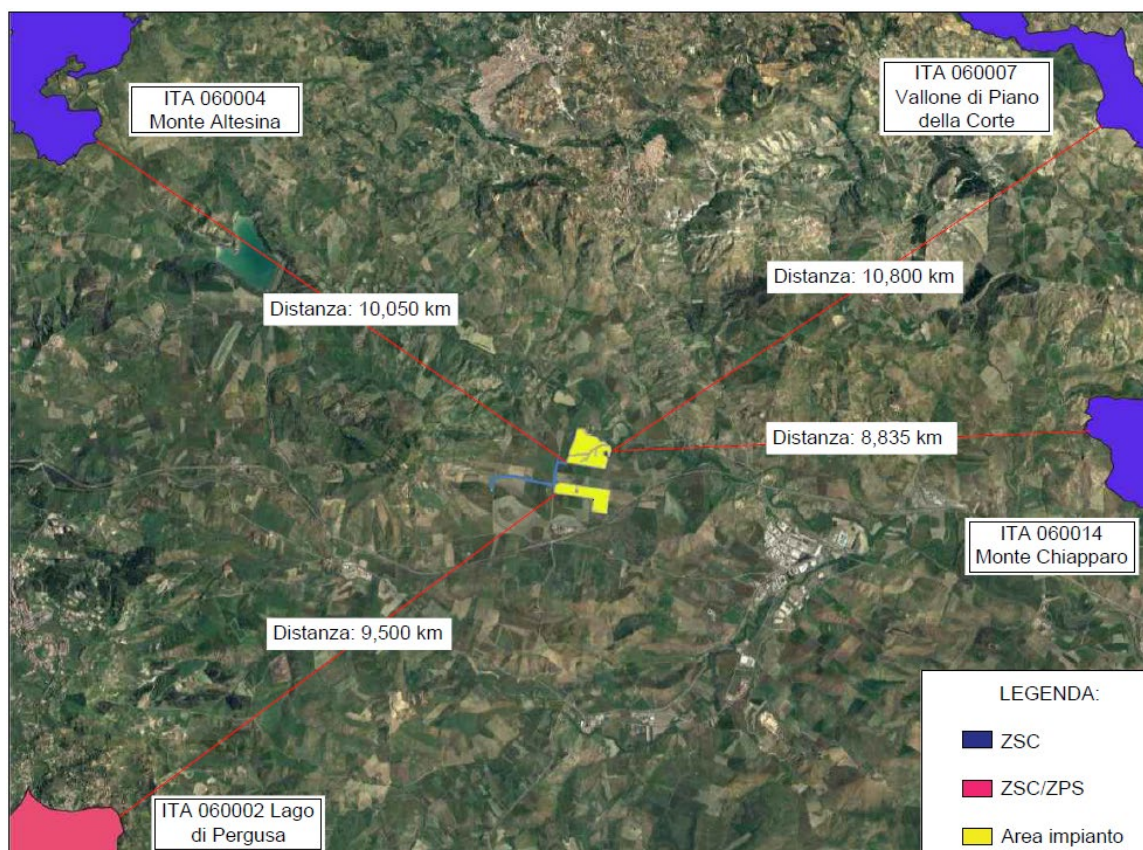 ITA 060004
Monte Altesina
ITA 060007
Vallone di Piano
della Corte
Distanza: 10,050 km
Distanza: 10,800 km
Distanza: 8,835 km
ITA 060014
Monte Chiapparo
Distanza: 9,500 km
ITA 060002 Lago
di Pergusa
LEGENDA:
ZSC
ZSC/ZPS
Area impianto